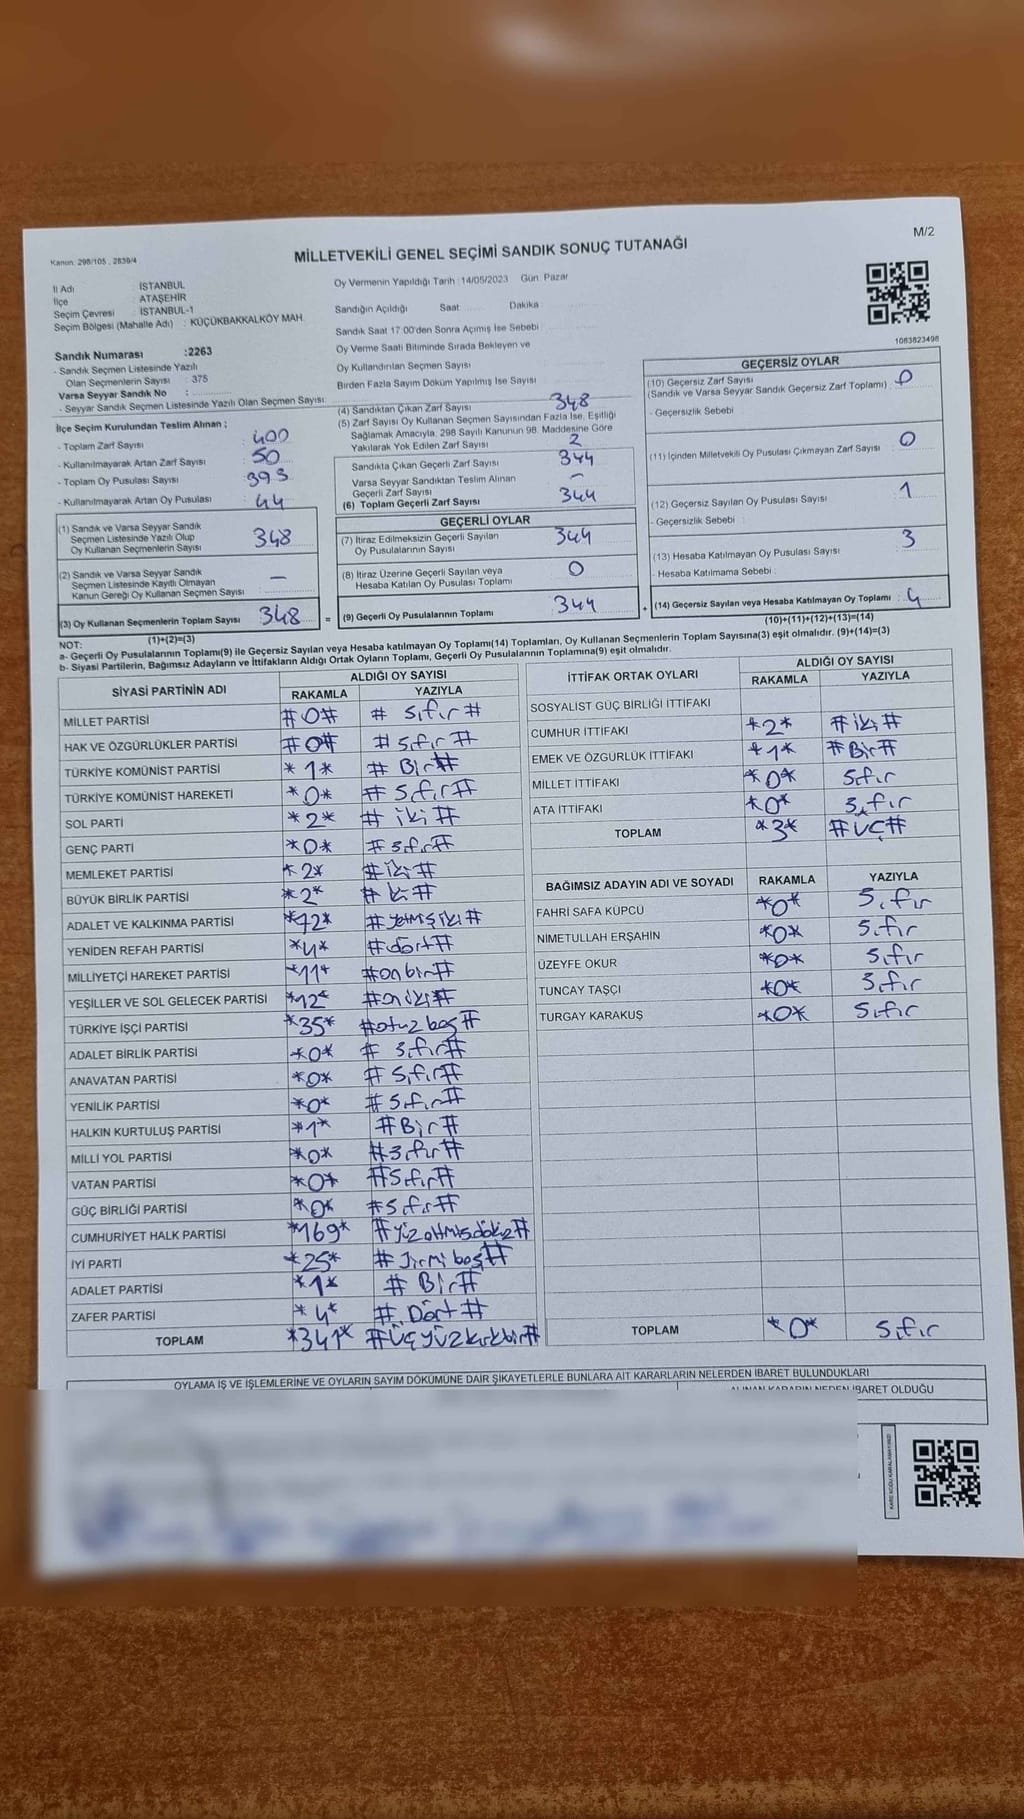 M/2
Kanun: 298/105 , 2839/4
MİLLETVEKİLİ GENEL SEÇİMİ SANDIK SONUÇ TUTANAĞI
İl Adı : İSTANBUL
İlçe : ATAŞEHİR
Seçim Çevresi : İSTANBUL-1
Seçim Bölgesi (Mahalle Adı) : KÜÇÜKBAKKALKÖY MAH.
Oy Vermenin Yapıldığı Tarih :14/05/2023 Gün: Pazar
Sandığın Açıldığı Saat Dakika
Sandık Saat 17:00'den Sonra Açımış İse Sebebi
Oy Verme Saati Bitiminde Sırada Bekleyen ve
Oy Kullandırılan Seçmen Sayısı
Birden Fazla Sayım Döküm Yapılmış İse Sayısı
1083823498
Sandık Numarası :2263
- Sandık Seçmen Listesinde Yazılı
Olan Seçmenlerin Sayısı : 375
Varsa Seyyar Sandık No :
- Seyyar Sandık Seçmen Listesinde Yazılı Olan Seçmen Sayısı:
İlçe Seçim Kurulundan Teslim Alınan ;
- Toplam Zarf Sayısı : 400
- Kullanılmayarak Artan Zarf Sayısı : 50
- Toplam Oy Pusulası Sayısı : 393
- Kullanılmayarak Artan Oy Pusulası : 44
(4) Sandıktan Çıkan Zarf Sayısı 348
(5) Zarf Sayısı Oy Kullanan Seçmen Sayısından Fazla İse, Eşitliği
Sağlamak Amacıyla, 298 Sayılı Kanunun 98. Maddesine Göre
Yakılarak Yok Edilen Zarf Sayısı 2
Sandıkta Çıkan Geçerli Zarf Sayısı 344
Varsa Seyyar Sandıktan Teslim Alınan
Geçerli Zarf Sayısı -
(6) Toplam Geçerli Zarf Sayısı 344
GEÇERSİZ OYLAR
(10) Geçersiz Zarf Sayısı
(Sandık ve Varsa Seyyar Sandık Geçersiz Zarf Toplamı) 0
- Geçersizlik Sebebi
(11) İçinden Milletvekili Oy Pusulası Çıkmayan Zarf Sayısı : 0
(12) Geçersiz Sayılan Oy Pusulası Sayısı 1
- Geçersizlik Sebebi :
(13) Hesaba Katılmayan Oy Pusulası Sayısı 3
- Hesaba Katılmama Sebebi :
(14) Geçersiz Sayılan veya Hesaba Katılmayan Oy Toplamı : 4
(10)+(11)+(12)+(13)=(14)
(1) Sandık ve Varsa Seyyar Sandık
Seçmen Listesinde Yazılı Olup
Oy Kullanan Seçmenlerin Sayısı 348
(2) Sandık ve Varsa Seyyar Sandık
Seçmen Listesinde Kayıtlı Olmayan
Kanun Gereği Oy Kullanan Seçmen Sayısı : -
(3) Oy Kullanan Seçmenlerin Toplam Sayısı : 348 =
(1)+(2)=(3)
GEÇERLİ OYLAR
(7) İtiraz Edilmeksizin Geçerli Sayılan
Oy Pusulalarının Sayısı 344
(8) İtiraz Üzerine Geçerli Sayılan veya
Hesaba Katılan Oy Pusulası Toplamı 0
(9) Geçerli Oy Pusulalarının Toplamı 344 +
NOT:
a- Geçerli Oy Pusulalarının Toplamı(9) ile Geçersiz Sayılan veya Hesaba katılmayan Oy Toplamı(14) Toplamları, Oy Kullanan Seçmenlerin Toplam Sayısına(3) eşit olmalıdır. (9)+(14)=(3)
b- Siyasi Partilerin, Bağımsız Adayların ve İttifakların Aldığı Ortak Oyların Toplamı, Geçerli Oy Pusulalarının Toplamına(9) eşit olmalıdır.
SİYASİ PARTİNİN ADI ALDIĞI OY SAYISI
RAKAMLA YAZIYLA
MİLLET PARTİSİ #0# # Sıfır #
HAK VE ÖZGÜRLÜKLER PARTİSİ #0# # Sıfır #
TÜRKİYE KOMÜNİST PARTİSİ *1* # Bir #
TÜRKİYE KOMÜNİST HAREKETİ *0* # Sıfır #
SOL PARTİ *2* # iki #
GENÇ PARTİ *0* # Sıfır #
MEMLEKET PARTİSİ *2* # iki #
BÜYÜK BİRLİK PARTİSİ *2* # iki #
ADALET VE KALKINMA PARTİSİ *72* #yetmiş iki #
YENİDEN REFAH PARTİSİ *4* #dört#
MİLLİYETÇİ HAREKET PARTİSİ *11* #onbir#
YEŞİLLER VE SOL GELECEK PARTİSİ *12* #oniki#
TÜRKİYE İŞÇİ PARTİSİ *35* #otuz beş #
ADALET BİRLİK PARTİSİ *0* # Sıfır#
ANAVATAN PARTİSİ *0* # Sıfır#
YENİLİK PARTİSİ *0* # Sıfır#
HALKIN KURTULUŞ PARTİSİ *1* #Bir#
MİLLİ YOL PARTİSİ *0* #Sıfır#
VATAN PARTİSİ *0* #Sıfır#
GÜÇ BİRLİĞİ PARTİSİ *0* #Sıfır#
CUMHURİYET HALK PARTİSİ *169*
İYİ PARTİ *25* # Yirmi beş#
ADALET PARTİSİ *1* # Bir#
ZAFER PARTİSİ *4* # Dört #
TOPLAM *341* #üçyüzkırkbir#
İTTİFAK ORTAK OYLARI ALDIĞI OY SAYISI
RAKAMLA YAZIYLA
SOSYALİST GÜÇ BİRLİĞİ İTTİFAKI
CUMHUR İTTİFAKI *2* #iki#
EMEK VE ÖZGÜRLÜK İTTİFAKI *1* #Bir#
MİLLET İTTİFAKI *0* Sıfır
ATA İTTİFAKI *0* Sıfır
TOPLAM *3* #ÜÇ#
BAĞIMSIZ ADAYIN ADI VE SOYADI RAKAMLA YAZIYLA
FAHRİ SAFA KÜPCÜ *0* Sıfır
NİMETULLAH ERŞAHİN *0* Sıfır
ÜZEYFE OKUR *0* Sıfır
TUNCAY TAŞÇI *0* Sıfır
TURGAY KARAKUŞ *0* Sıfır
TOPLAM *0* Sıfır
OYLAMA İŞ VE İŞLEMLERİNE VE OYLARIN SAYIM DÖKÜMÜNE DAİR ŞİKAYETLERLE BUNLARA AİT KARARLARIN NELERDEN İBARET BULUNDUKLARI
ALINAN KARARIN NEDEN İBARET OLDUĞU
KARE KODU KARALAMAYINIZ!